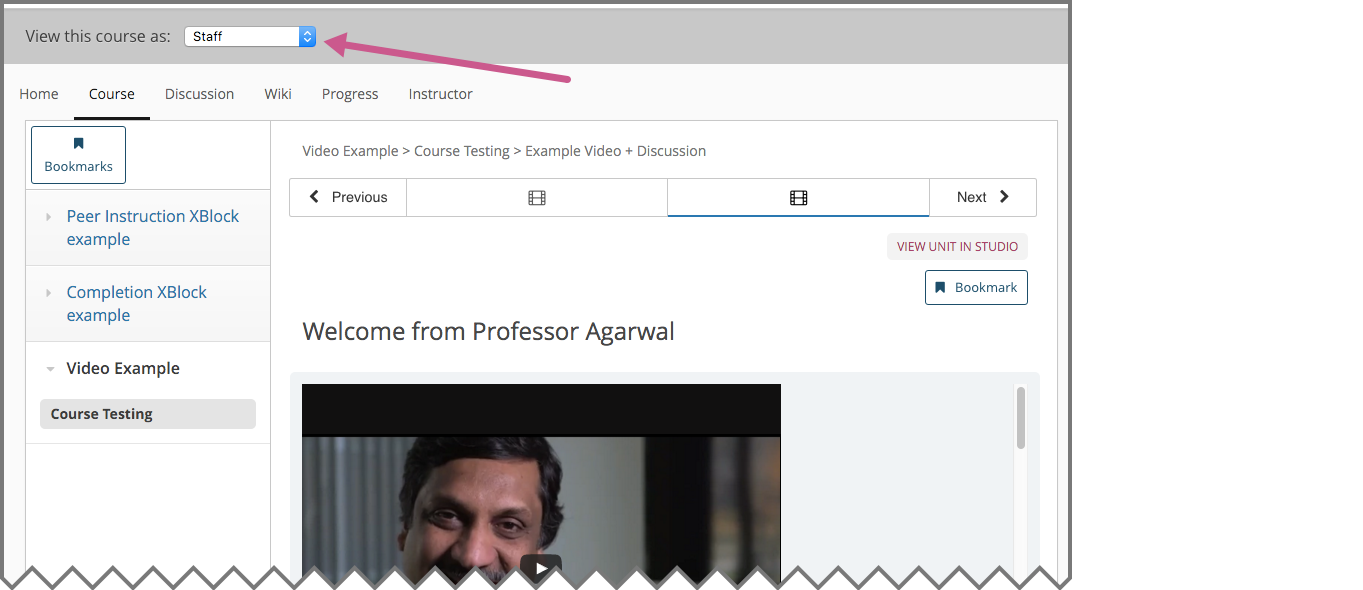 View this course as: Staff
Home Course Discussion Wiki Progress Instructor
Bookmarks
Peer Instruction XBlock
example
Completion XBlock
example
Video Example
Course Testing
Video Example > Course Testing > Example Video + Discussion
Previous Next
VIEW UNIT IN STUDIO
Bookmark
Welcome from Professor Agarwal